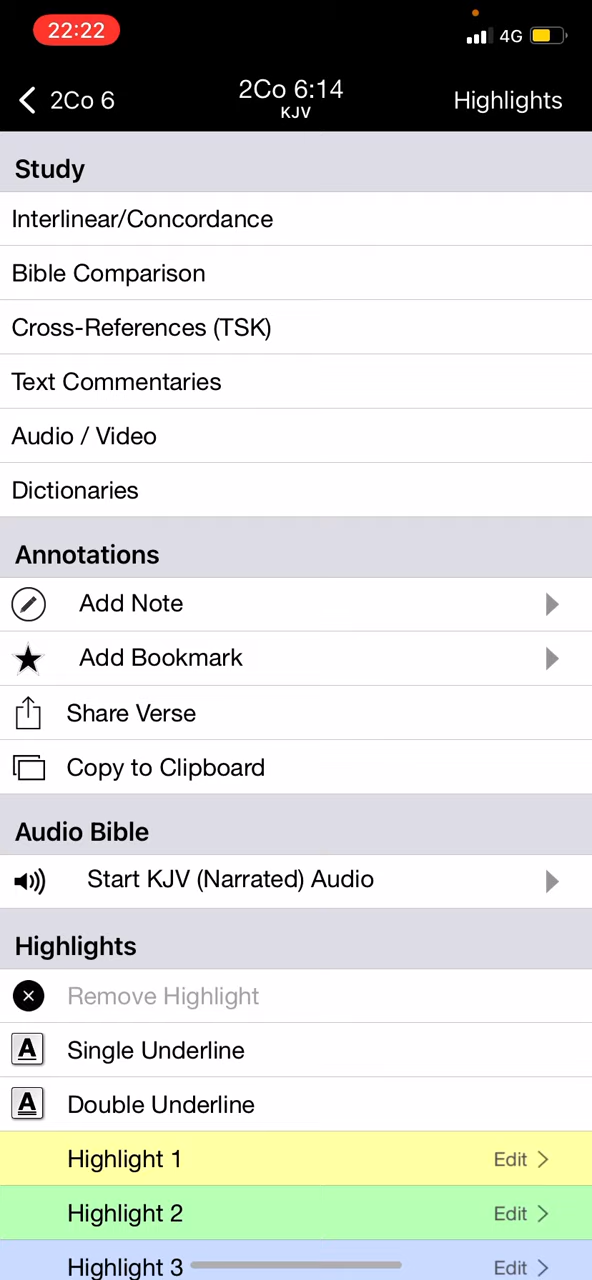 22:22
4G
2Co 6
2Co 6:14
KJV
Highlights
Study
Interlinear/Concordance
Bible Comparison
Cross-References (TSK)
Text Commentaries
Audio / Video
Dictionaries
Annotations
Add Note
Add Bookmark
Share Verse
Copy to Clipboard
Audio Bible
Start KJV (Narrated) Audio
Highlights
Remove Highlight
A Single Underline
A Double Underline
Highlight 1 Edit
Highlight 2 Edit
Highlight 3 Edit